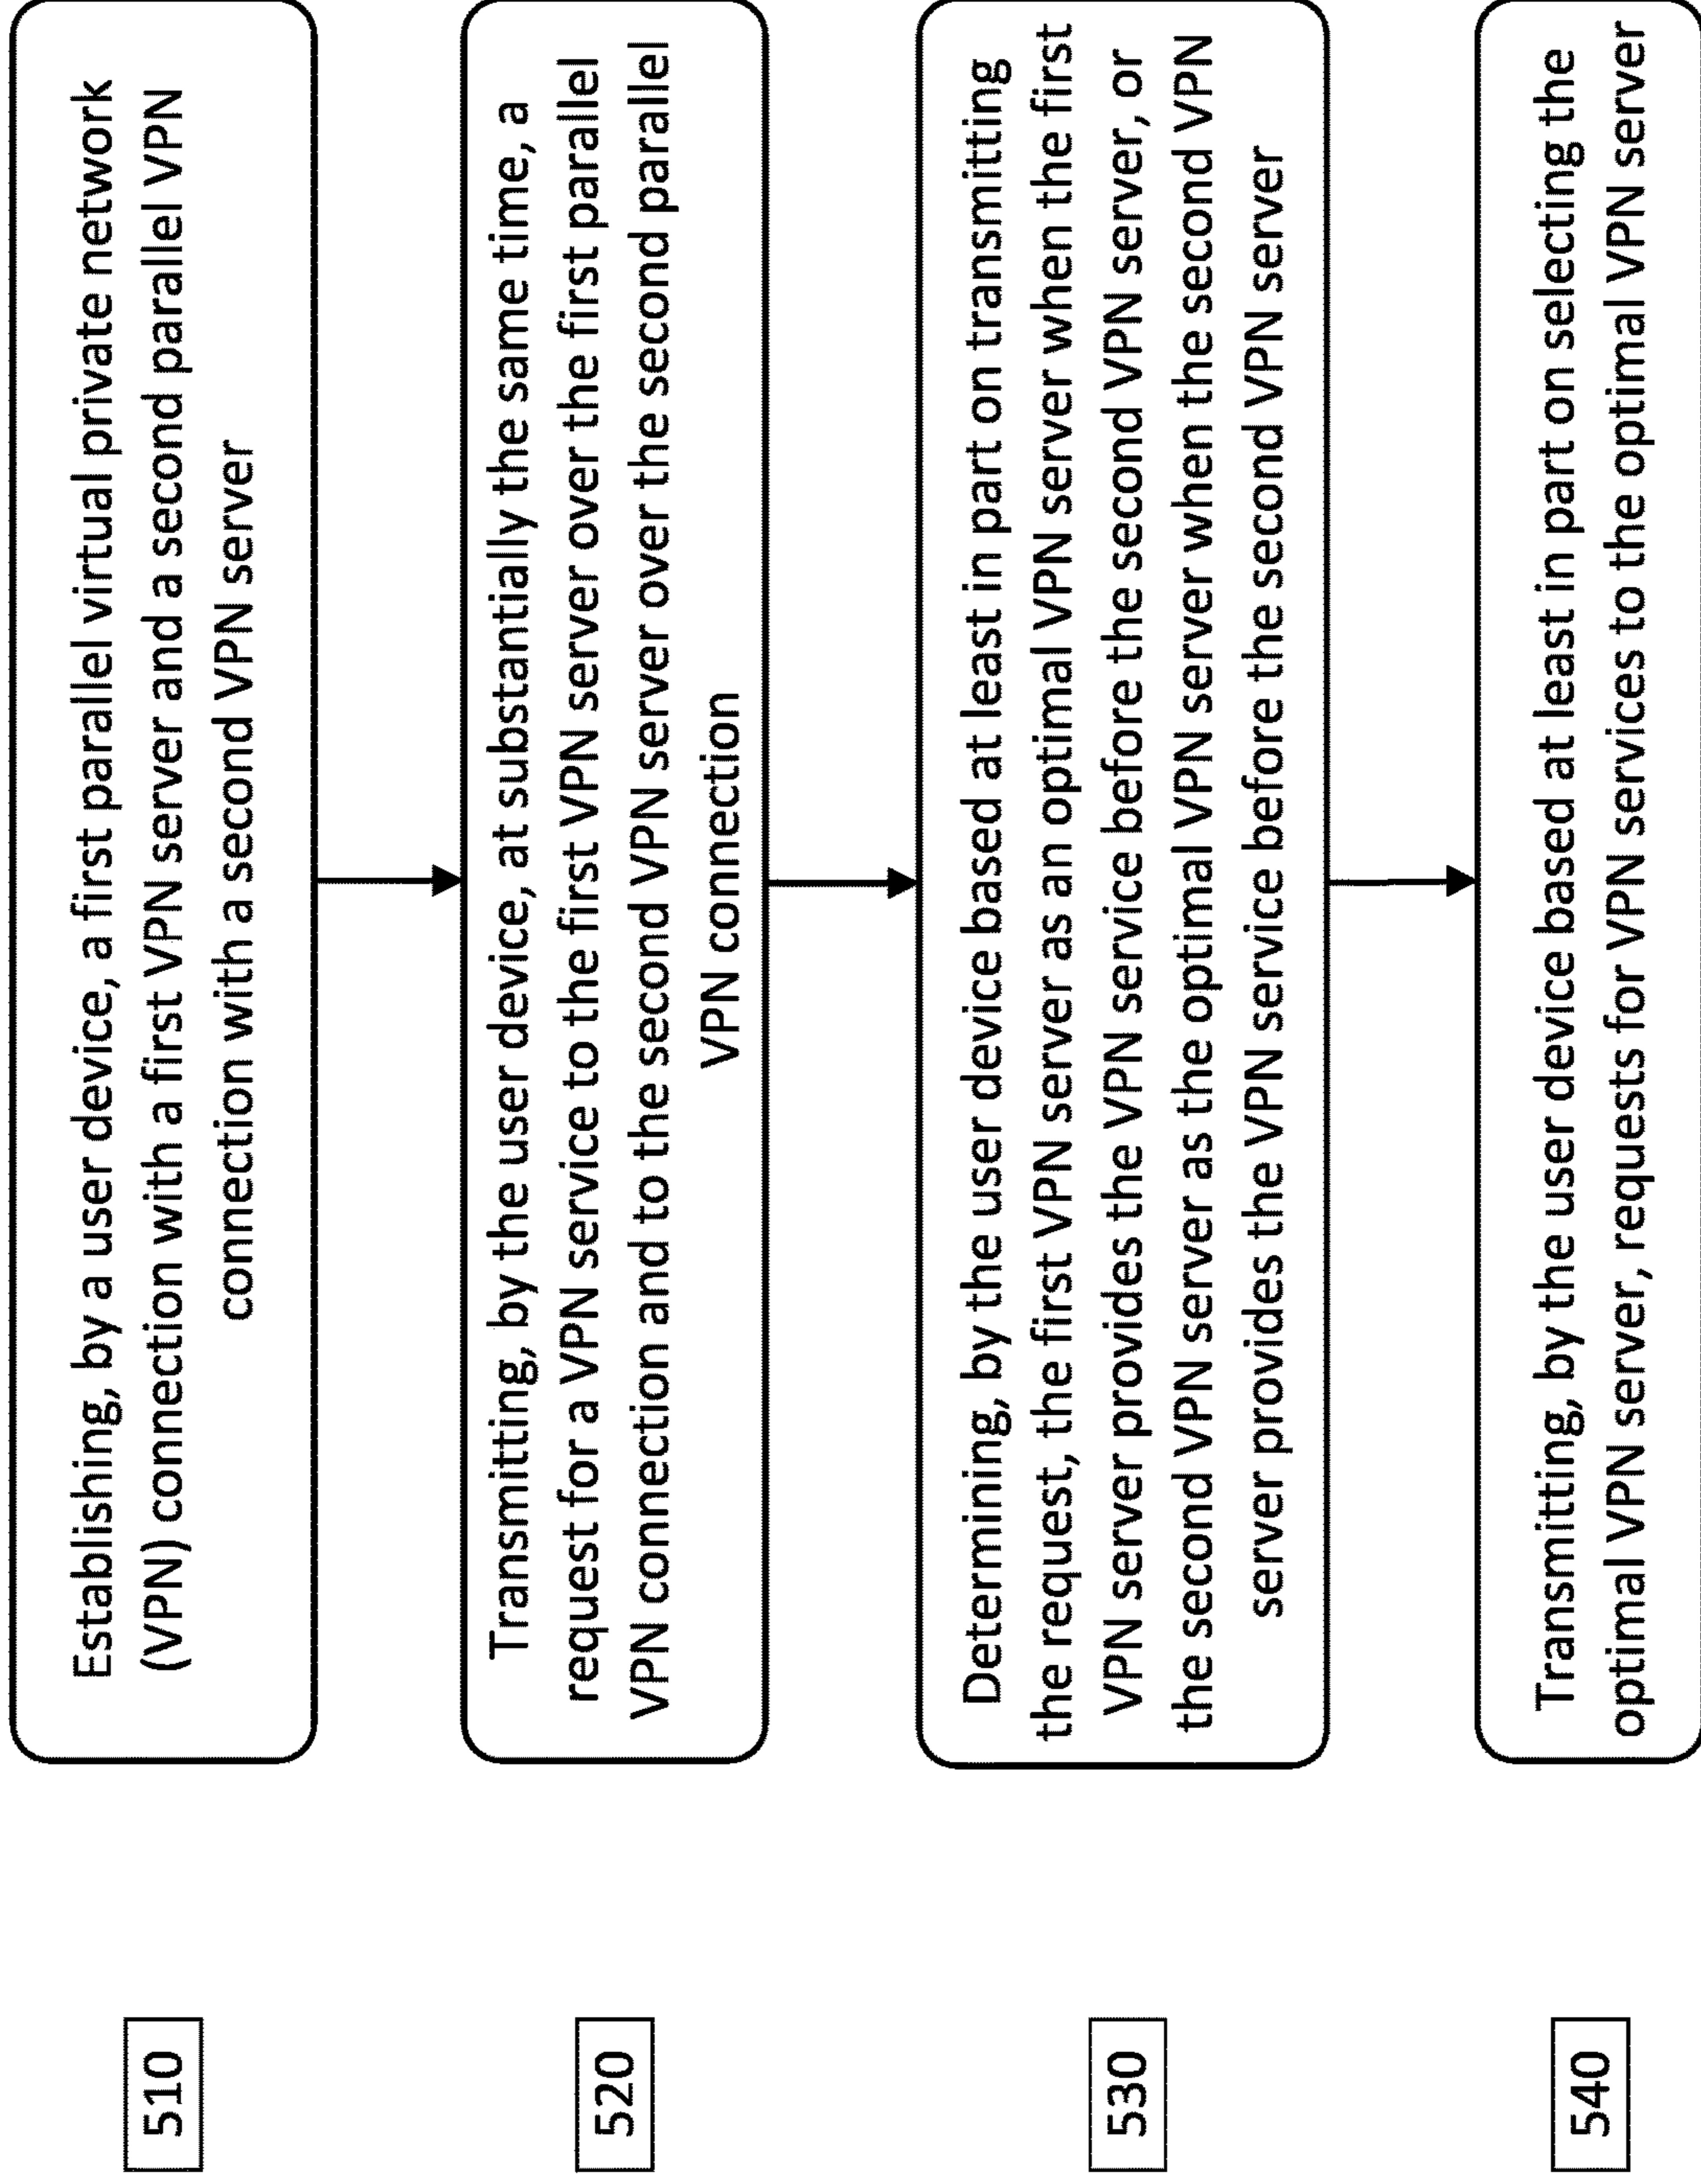 510
Establishing, by a user device, a first parallel virtual private network
(VPN) connection with a first VPN server and a second parallel VPN
connection with a second VPN server
520
Transmitting, by the user device, at substantially the same time, a
request for a VPN service to the first VPN server over the first parallel
VPN connection and to the second VPN server over the second parallel
VPN connection
530
Determining, by the user device based at least in part on transmitting
the request, the first VPN server as an optimal VPN server when the first
VPN server provides the VPN service before the second VPN server, or
the second VPN server as the optimal VPN server when the second VPN
server provides the VPN service before the second VPN server
540
Transmitting, by the user device based at least in part on selecting the
optimal VPN server, requests for VPN services to the optimal VPN server